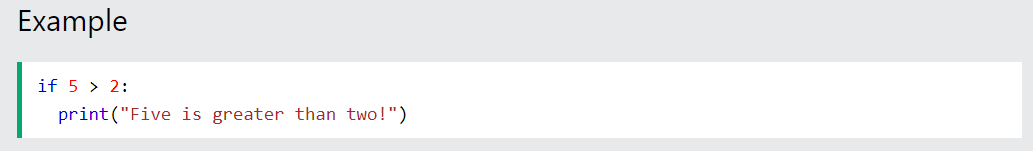 Example
if 5 > 2:
  print("Five is greater than two!")